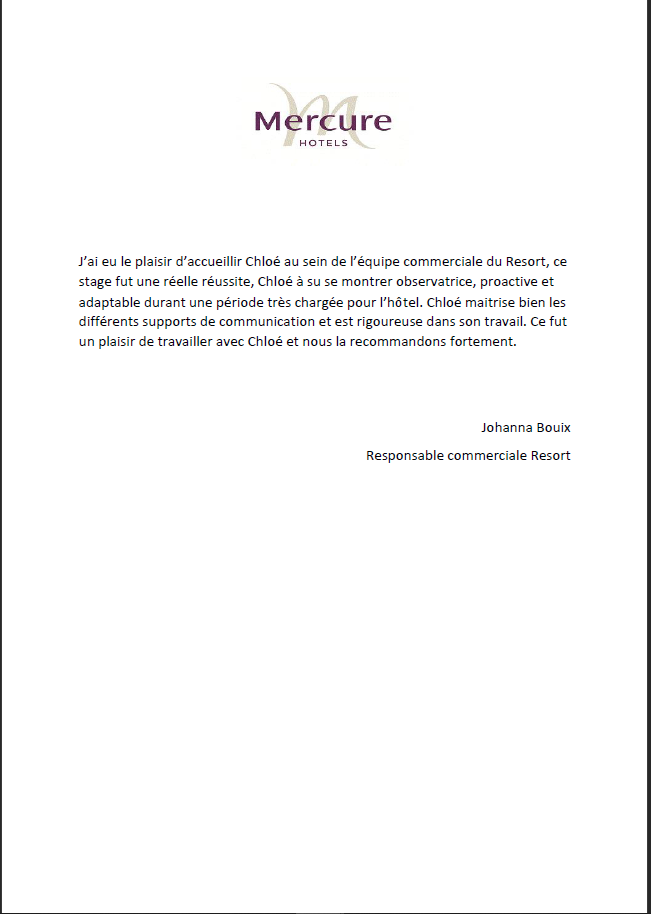 Mercure
HOTELS
J’ai eu le plaisir d’accueillir Chloé au sein de l’équipe commerciale du Resort, ce
stage fut une réelle réussite, Chloé à su se montrer observatrice, proactive et
adaptable durant une période très chargée pour l’hôtel. Chloé maitrise bien les
différents supports de communication et est rigoureuse dans son travail. Ce fut
un plaisir de travailler avec Chloé et nous la recommandons fortement.
Johanna Bouix
Responsable commerciale Resort